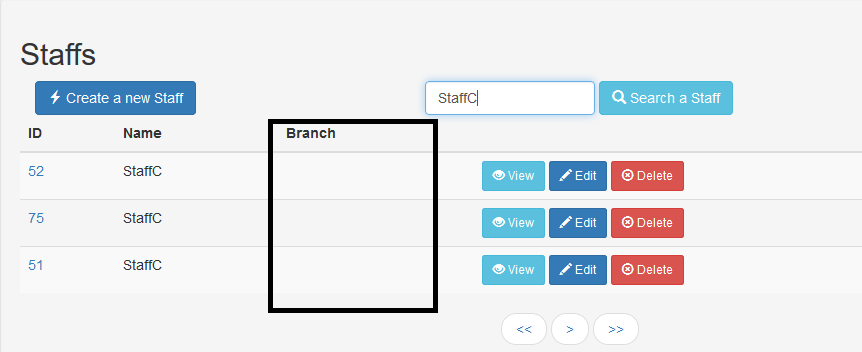 Staffs
Create a new Staff StaffC Search a Staff
ID Name Branch
52 StaffC View Edit Delete
75 StaffC View Edit Delete
51 StaffC View Edit Delete
<< > >>